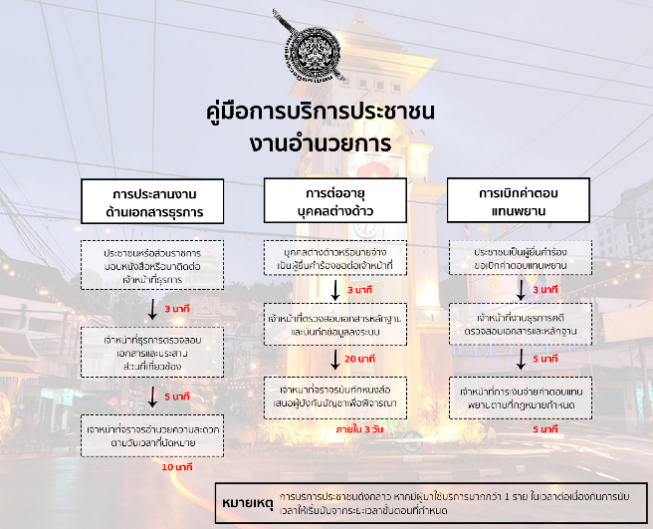 คู่มือการบริการประชาชน
งานอำนวยการ
การประสานงาน
ด้านเอกสารธุรการ
ประชาชนหรือส่วนราชการ
มอบหนังสือหรือมาติดต่อ
เจ้าหน้าที่ธุรการ
3 นาที
เจ้าหน้าที่ธุรการตรวจสอบ
เอกสารและประสาน
ส่วนที่เกี่ยวข้อง
5 นาที
เจ้าหน้าที่จราจรอำนวยความสะดวก
ตามวันเวลาที่นัดหมาย
10 นาที
การต่ออายุ
บุคคลต่างด้าว
บุคคลต่างด้าวหรือนายจ้าง
เป็นผู้ยื่นคำร้องขอต่อเจ้าหน้าที่
3 นาที
เจ้าหน้าที่ตรวจสอบเอกสารหลักฐาน
และบันทึกข้อมูลลงระบบ
20 นาที
เจ้าหน้าที่จราจรบันทึกหนังสือ
เสนอผู้บังคับบัญชาเพื่อพิจารณา
ภายใน 3 วัน
การเบิกค่าตอบ
แทนพยาน
ประชาชนเป็นผู้ยื่นคำร้อง
ขอเบิกค่าตอบแทนพยาน
3 นาที
เจ้าหน้าที่งานธุรการคดี
ตรวจสอบเอกสารและหลักฐาน
5 นาที
เจ้าหน้าที่การเงินจ่ายค่าตอบแทน
พยานตามที่กฎหมายกำหนด
5 นาที
หมายเหตุ การบริการประชาชนดังกล่าว หากมีผู้มาใช้บริการมากกว่า 1 ราย ในเวลาต่อเนื่องกันการนับ
เวลาให้เริ่มนับจากระยะเวลาขั้นตอนที่กำหนด